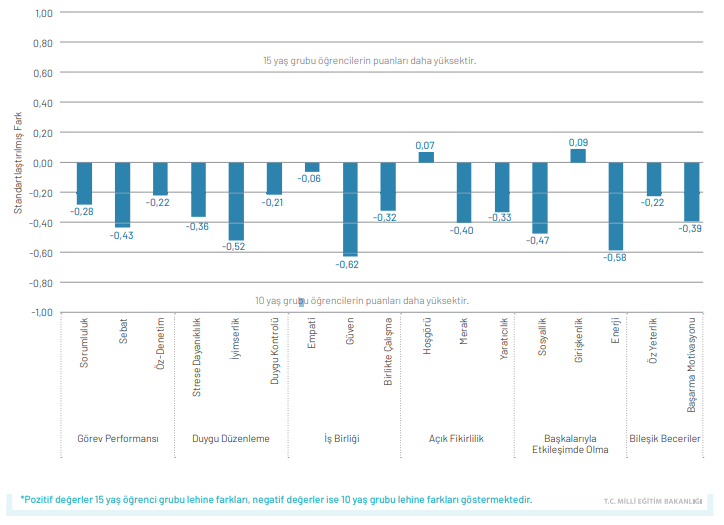 1,00
0,80
15 yaş grubu öğrencilerin puanları daha yüksektir.
0,60
0,40
0,20
0,00
-0,20
-0,40
-0,60
-0,80
-1,00
Standartlaştırılmış Fark
-0,28
-0,43
-0,22
-0,36
-0,52
-0,21
-0,06
-0,62
-0,32
0,07
-0,40
-0,33
-0,47
0,09
-0,58
-0,22
-0,39
10 yaş grubu öğrencilerin puanları daha yüksektir.
Sorumluluk
Sebat
Öz-Denetim
Strese Dayanıklılık
İyimserlik
Duygu Kontrolü
Empati
Güven
Birlikte Çalışma
Hoşgörü
Merak
Yaratıcılık
Sosyallik
Girişkenlik
Enerji
Öz Yeterlik
Başarma Motivasyonu
Görev Performansı
Duygu Düzenleme
İş Birliği
Açık Fikirlilik
Başkalarıyla
Etkileşimde Olma
Bileşik Beceriler
*Pozitif değerler 15 yaş öğrenci grubu lehine farkları, negatif değerler ise 10 yaş grubu lehine farkları göstermektedir.
T.C. MİLLÎ EĞİTİM BAKANLIĞI